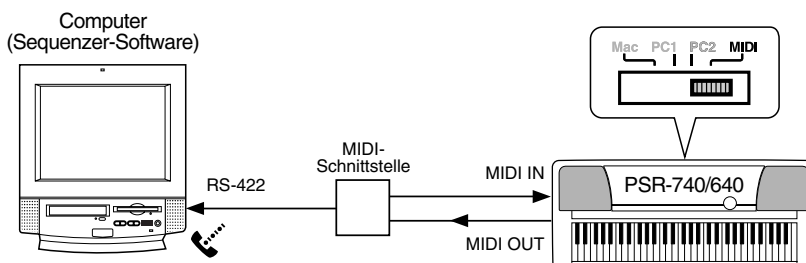 Computer
(Sequenzer-Software)
Mac PC1 PC2 MIDI
MIDI-
Schnittstelle
RS-422
MIDI IN
PSR-740/640
MIDI OUT